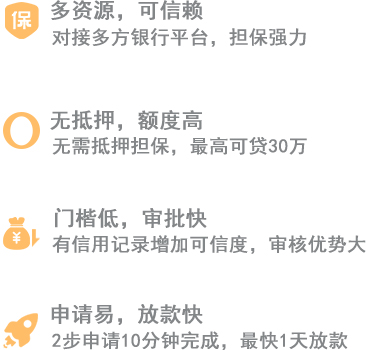 保
多资源，可信赖
对接多方银行平台，担保强力
无抵押，额度高
无需抵押担保，最高可贷30万
门楷低，审批快
¥
有信用记录增加可信度，审核优势大
申请易，放款快
2步申请10分钟完成，最快1天放款